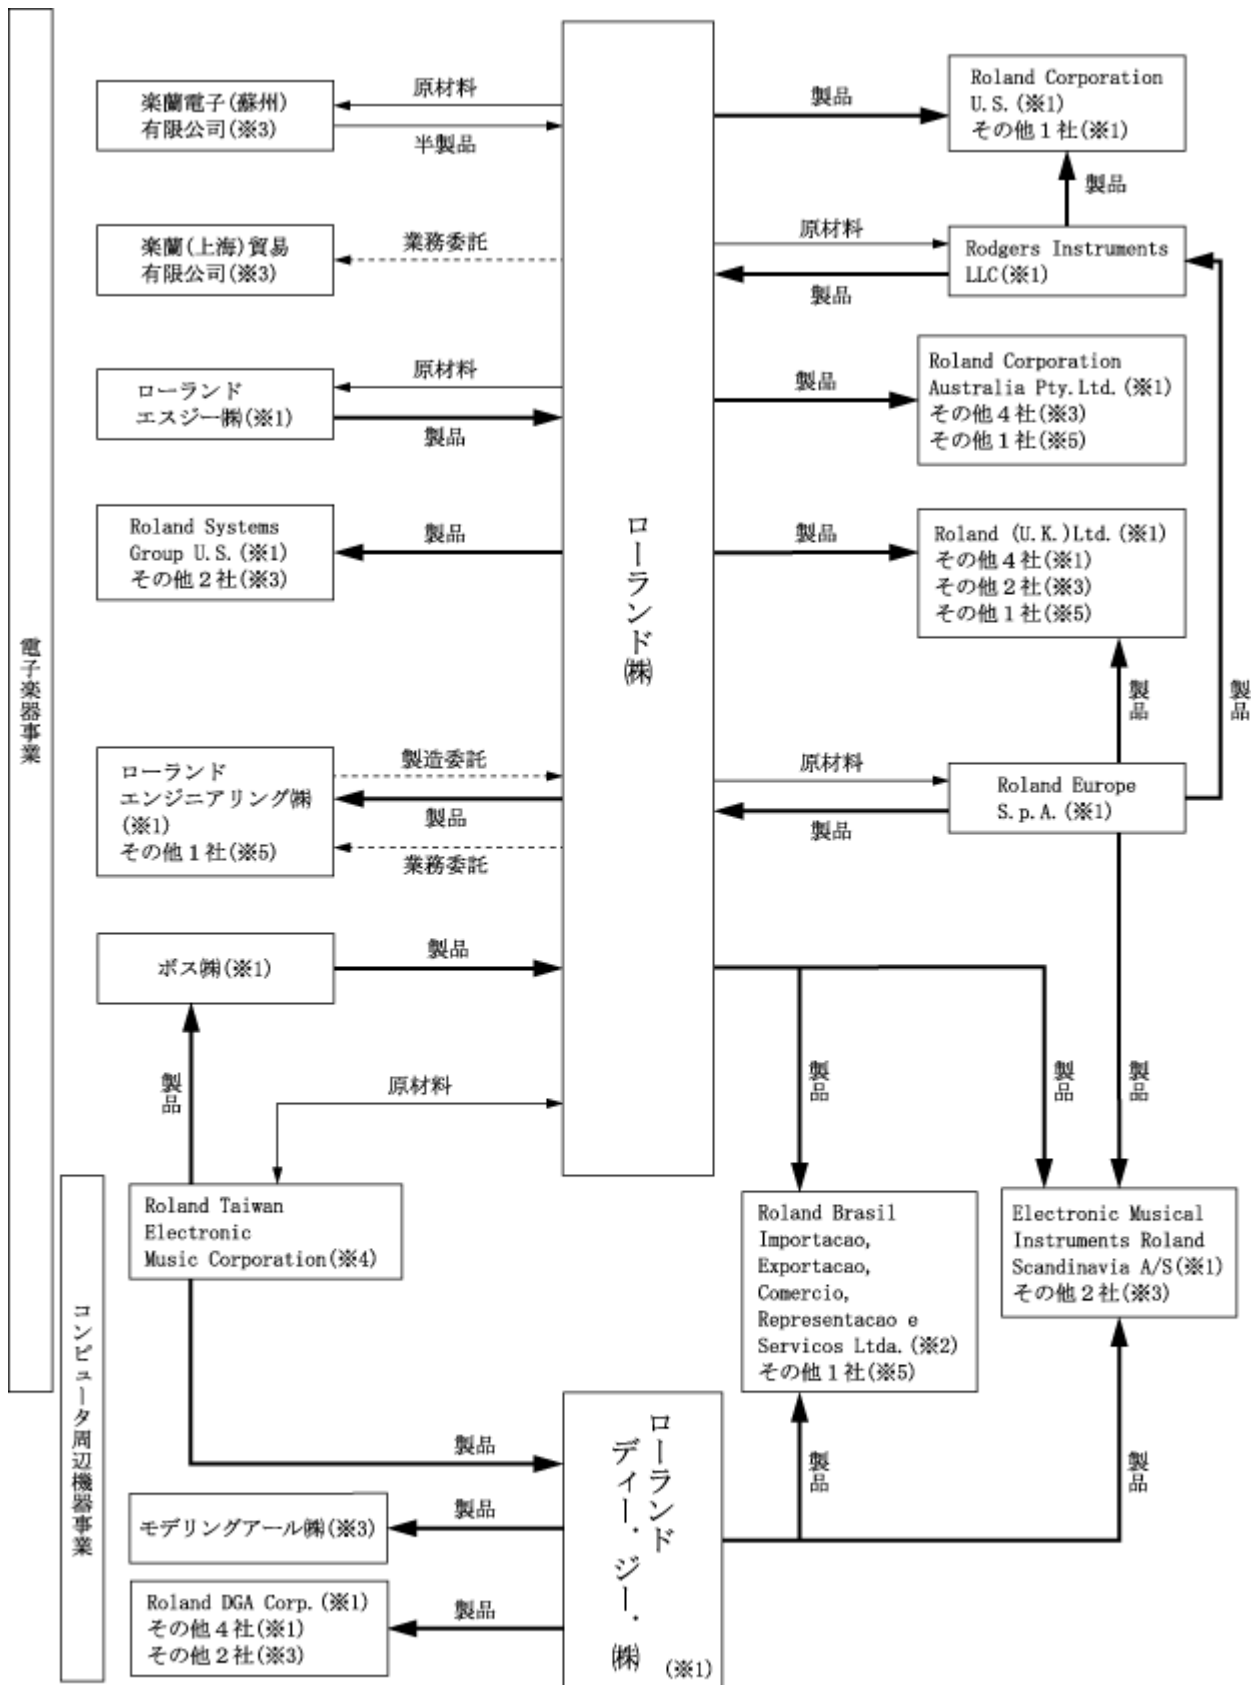 電子楽器事業
コンピュータ周辺機器事業
楽蘭電子(蘇州)
有限公司(※3)
原材料
半製品
楽蘭(上海)貿易
有限公司(※3)
業務委託
ローランド
エスジー㈱(※1)
原材料
製品
Roland Systems
Group U.S.(※1)
その他2社(※3)
製品
ローランド
エンジニアリング㈱
(※1)
その他1社(※5)
製造委託
製品
業務委託
ボス㈱(※1)
製品
製品
原材料
Roland Taiwan
Electronic
Music Corporation(※4)
製品
モデリングアール㈱(※3)
製品
Roland DGA Corp.(※1)
その他4社(※1)
その他2社(※3)
製品
ローランド㈱
ローランド
ディー.ジー.㈱
(※1)
製品
Roland Corporation
U.S.(※1)
その他1社(※1)
製品
原材料
製品
Rodgers Instruments
LLC(※1)
製品
Roland Corporation
Australia Pty.Ltd.(※1)
その他4社(※3)
その他1社(※5)
製品
Roland (U.K.)Ltd.(※1)
その他4社(※1)
その他2社(※3)
その他1社(※5)
製品
製品
原材料
製品
Roland Europe
S.p.A.(※1)
製品
製品
製品
Roland Brasil
Importacao,
Exportacao,
Comercio,
Representacao e
Servicos Ltda.(※2)
その他1社(※5)
Electronic Musical
Instruments Roland
Scandinavia A/S(※1)
その他2社(※3)
製品
製品